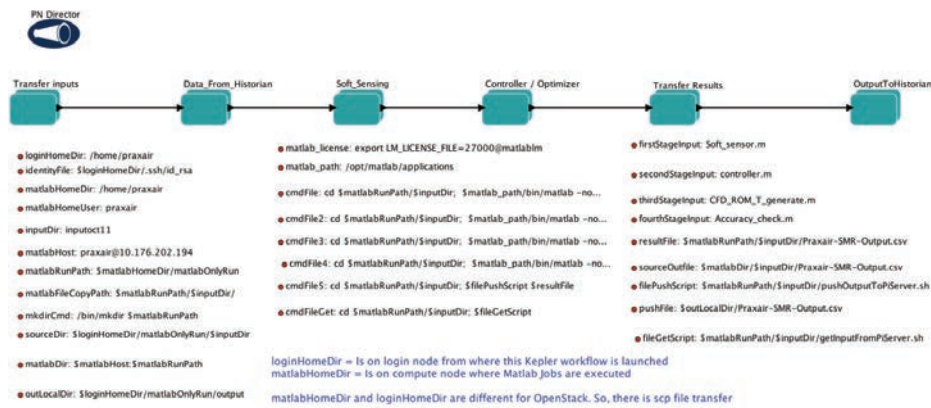 PN Director
Transfer inputs
Data_From_Historian
Soft_Sensing
Controller / Optimizer
Transfer Results
OutputToHistorian
loginHomeDir: /home/praxair
identityFile: $loginHomeDir/.ssh/id_rsa
matlabHomeDir: /home/praxair
matlabHomeUser: praxair
inputDir: inputoct11
matlabHost: praxair@10.176.202.194
matlabRunPath: $matlabHomeDir/matlabOnlyRun
matlabFileCopyPath: $matlabRunPath/$inputDir/
mkdirCmd: /bin/mkdir $matlabRunPath
sourceDir: $loginHomeDir/matlabOnlyRun/$inputDir
matlabDir: $matlabHost:$matlabRunPath
outLocalDir: $loginHomeDir/matlabOnlyRun/output
matlab_license: export LM_LICENSE_FILE=27000@matlablm
matlab_path: /opt/matlab/applications
cmdFile: cd $matlabRunPath/$inputDir; $matlab_path/bin/matlab -no...
cmdFile2: cd $matlabRunPath/$inputDir; $matlab_path/bin/matlab -no...
cmdFile3: cd $matlabRunPath/$inputDir; $matlab_path/bin/matlab -no...
cmdFile4: cd $matlabRunPath/$inputDir; $matlab_path/bin/matlab -no...
cmdFile5: cd $matlabRunPath/$inputDir; $filePushScript $resultFile
cmdFileGet: cd $matlabRunPath/$inputDir; $fileGetScript
firstStageInput: Soft_sensor.m
secondStageInput: controller.m
thirdStageInput: CFD_ROM_T_generate.m
fourthStageInput: Accuracy_check.m
resultFile: $matlabRunPath/$inputDir/Praxair-SMR-Output.csv
sourceOutfile: $matlabDir/$inputDir/Praxair-SMR-Output.csv
filePushScript: $matlabRunPath/$inputDir/pushOutputToPiServer.sh
pushFile: $outLocalDir/Praxair-SMR-Output.csv
fileGetScript: $matlabRunPath/$inputDir/getInputFromPiServer.sh
loginHomeDir = Is on login node from where this Kepler workflow is launched
matlabHomeDir = Is on compute node where Matlab Jobs are executed
matlabHomeDir and loginHomeDir are different for OpenStack. So, there is scp file transfer